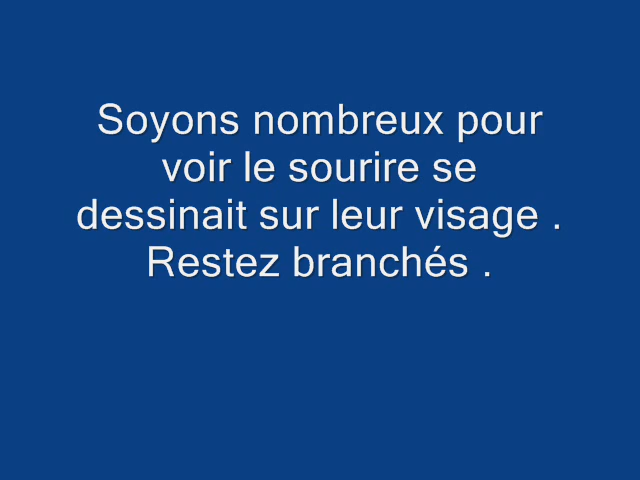 Soyons nombreux pour
voir le sourire se
dessinait sur leur visage .
Restez branchés .